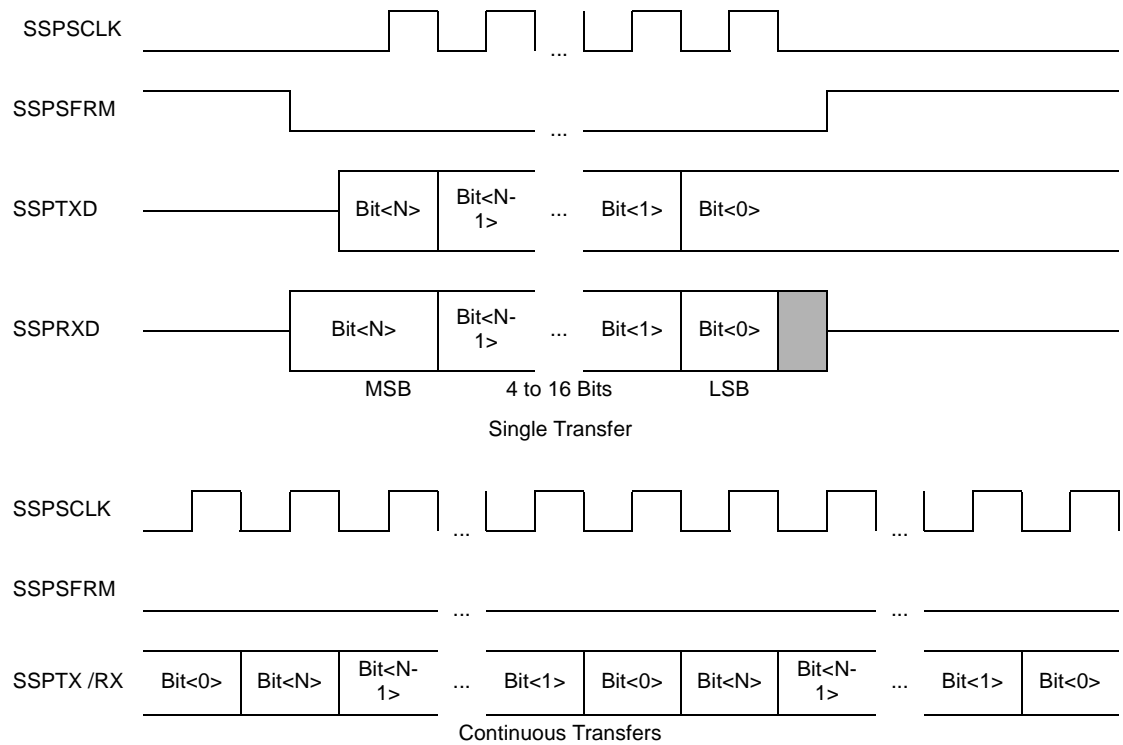 SSPSCLK
...
SSPSFRM
...
SSPTXD
Bit<N>
Bit<N-
1>
...
Bit<1>
Bit<0>
SSPRXD
Bit<N>
Bit<N-
1>
...
Bit<1>
Bit<0>
MSB
4 to 16 Bits
LSB
Single Transfer
SSPSCLK
...
...
SSPSFRM
...
...
SSPTX /RX
Bit<0>
Bit<N>
Bit<N-
1>
...
Bit<1>
Bit<0>
Bit<N>
Bit<N-
1>
...
Bit<1>
Bit<0>
Continuous Transfers